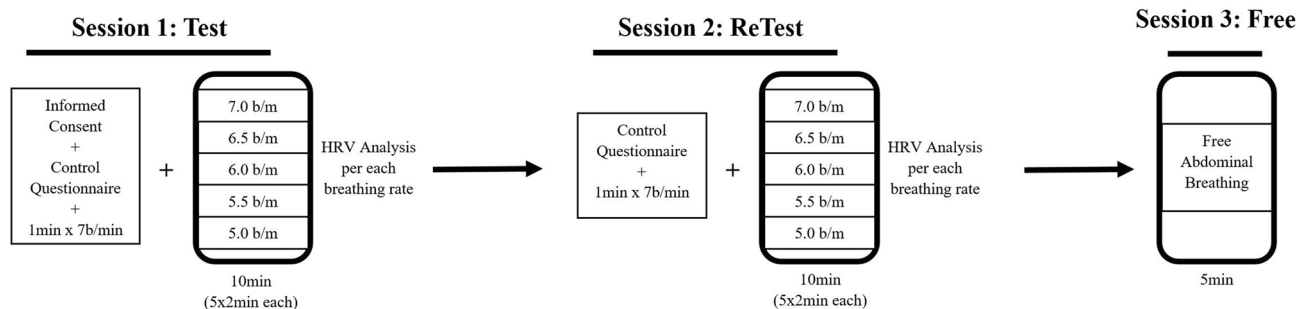 Session 1: Test
Informed
Consent
+
Control
Questionnaire
+
1min x 7b/min
+
7.0 b/m
6.5 b/m
6.0 b/m
5.5 b/m
5.0 b/m
10min
(5x2min each)
HRV Analysis
per each
breathing rate
Session 2: ReTest
Control
Questionnaire
+
1min x 7b/min
+
7.0 b/m
6.5 b/m
6.0 b/m
5.5 b/m
5.0 b/m
10min
(5x2min each)
HRV Analysis
per each
breathing rate
Session 3: Free
Free
Abdominal
Breathing
5min